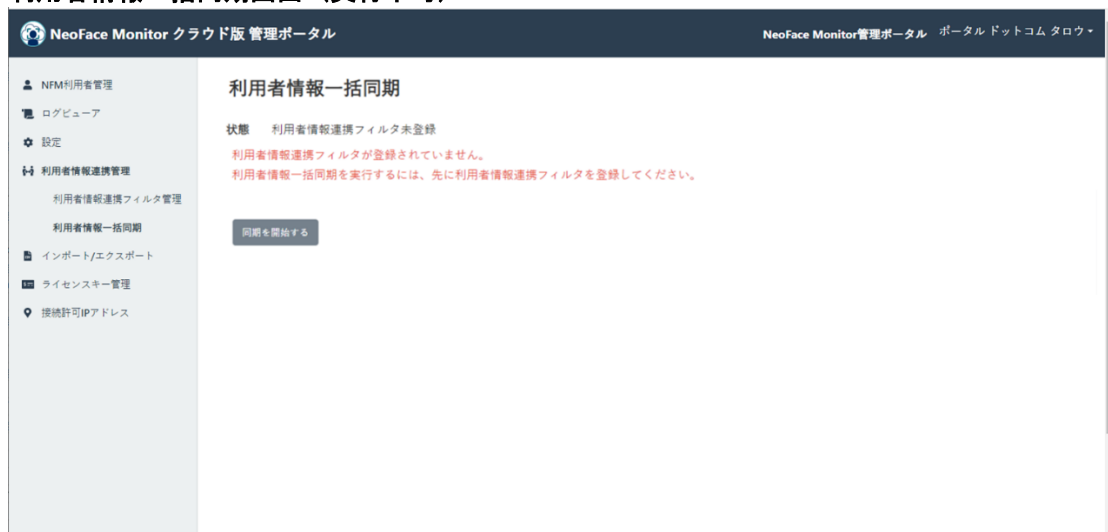 NeoFace Monitor クラウド版 管理ポータル
NeoFace Monitor管理ポータル ポータル ドットコム タロウ
NFM利用者管理
ログビューア
設定
利用者情報連携管理
利用者情報連携フィルタ管理
利用者情報一括同期
インポート/エクスポート
ライセンスキー管理
接続許可IPアドレス
利用者情報一括同期
状態 利用者情報連携フィルタ未登録
利用者情報連携フィルタが登録されていません。
利用者情報一括同期を実行するには、先に利用者情報連携フィルタを登録してください。
同期を開始する